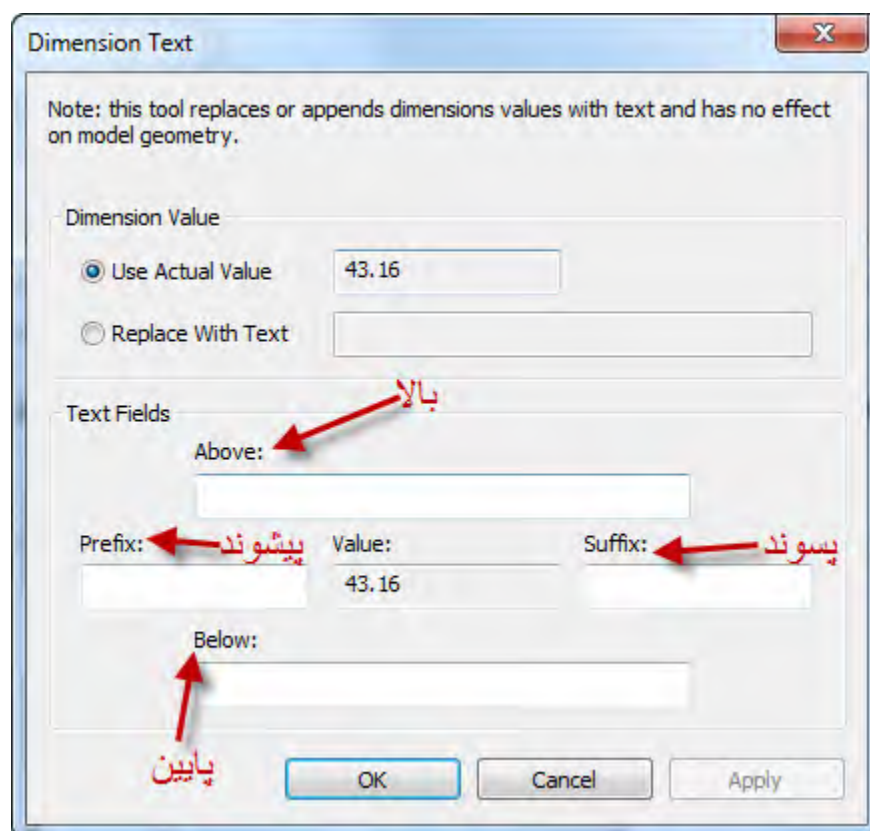 Dimension Text
Note: this tool replaces or appends dimensions values with text and has no effect
on model geometry.
Dimension Value
Use Actual Value 43.16
Replace With Text
بالا
Text Fields
Above:
Prefix: پیشوند Value: Suffix: پسوند
43.16
Below:
پایین
OK Cancel Apply